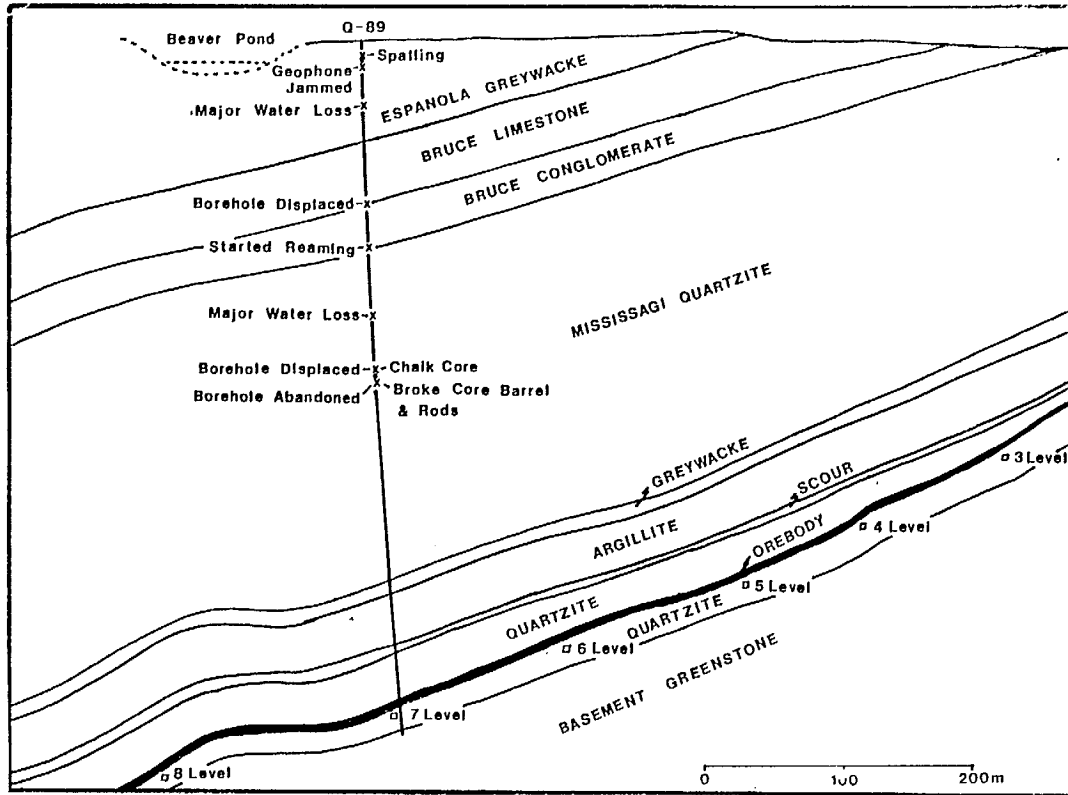 Q-89
Beaver Pond
Spalling
Geophone
Jammed
Major Water Loss
ESPANOLA GREYWACKE
BRUCE LIMESTONE
BRUCE CONGLOMERATE
Borehole Displaced
Started Reaming
MISSISSAGI QUARTZITE
Major Water Loss
Borehole Displaced
Chalk Core
Borehole Abandoned
Broke Core Barrel
& Rods
GREYWACKE
SCOUR
3 Level
ARGILLITE
OREBODY
4 Level
5 Level
QUARTZITE
QUARTZITE
6 Level
BASEMENT GREENSTONE
7 Level
8 Level
0 100 200m